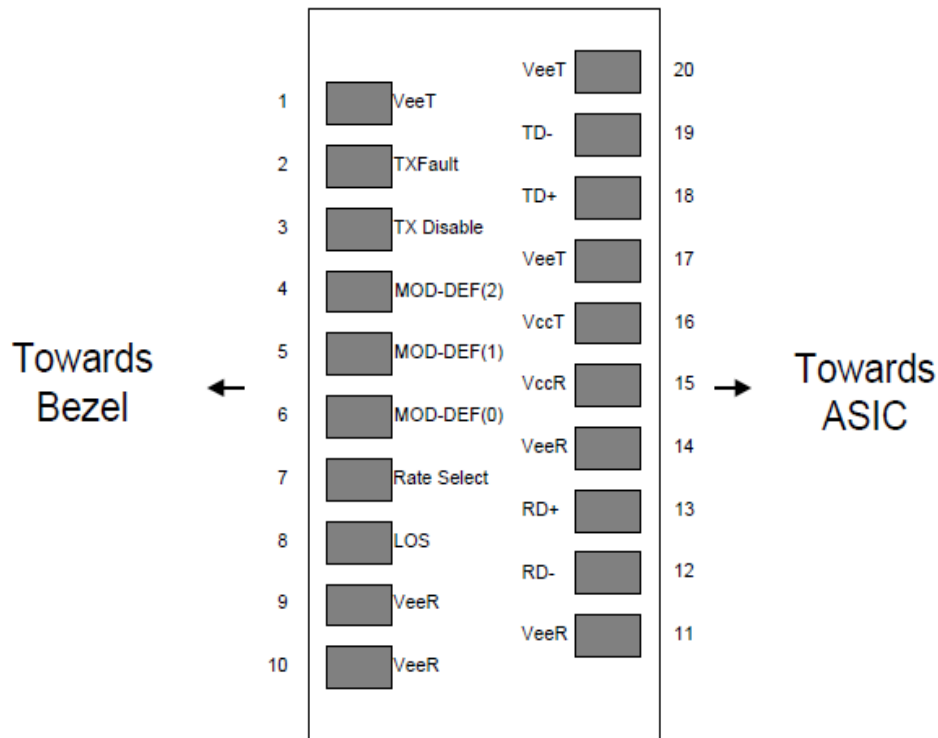 VeeT 20
1 VeeT
TD- 19
2 TXFault
TD+ 18
3 TX Disable
VeeT 17
4 MOD-DEF(2)
VccT 16
5 MOD-DEF(1)
Towards
Bezel
VccR 15
Towards
ASIC
6 MOD-DEF(0)
VeeR 14
7 Rate Select
RD+ 13
8 LOS
RD- 12
9 VeeR
VeeR 11
10 VeeR